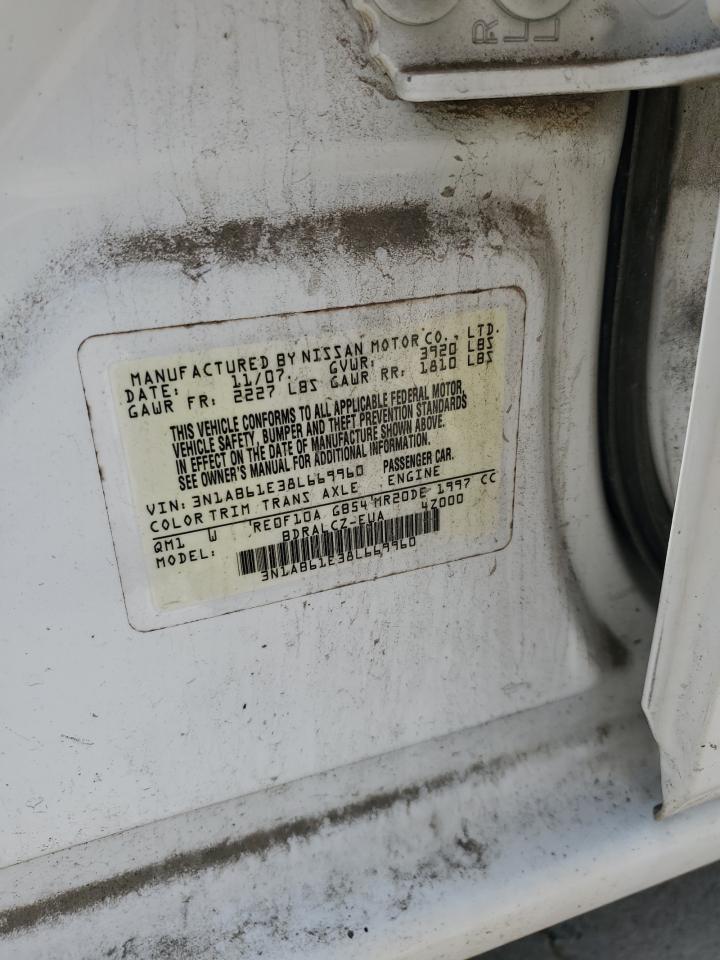 MANUFACTURED BY NISSAN MOTOR CO., LTD.
DATE: 11/07. GVWR: 3920 LBS
GAWR FR: 2227 LBS GAWR RR: 1810 LBS
THIS VEHICLE CONFORMS TO ALL APPLICABLE FEDERAL MOTOR
VEHICLE SAFETY, BUMPER AND THEFT PREVENTION STANDARDS
IN EFFECT ON THE DATE OF MANUFACTURE SHOWN ABOVE.
SEE OWNER'S MANUAL FOR ADDITIONAL INFORMATION.
VIN: 3N1AB61E38L669960 PASSENGER CAR.
COLOR TRIM TRANS AXLE ENGINE
QM1 W RE0F10A GB54 MR20DE 1997 CC
MODEL: BDRALCZ-EUA 4Z000
3N1AB61E38L669960